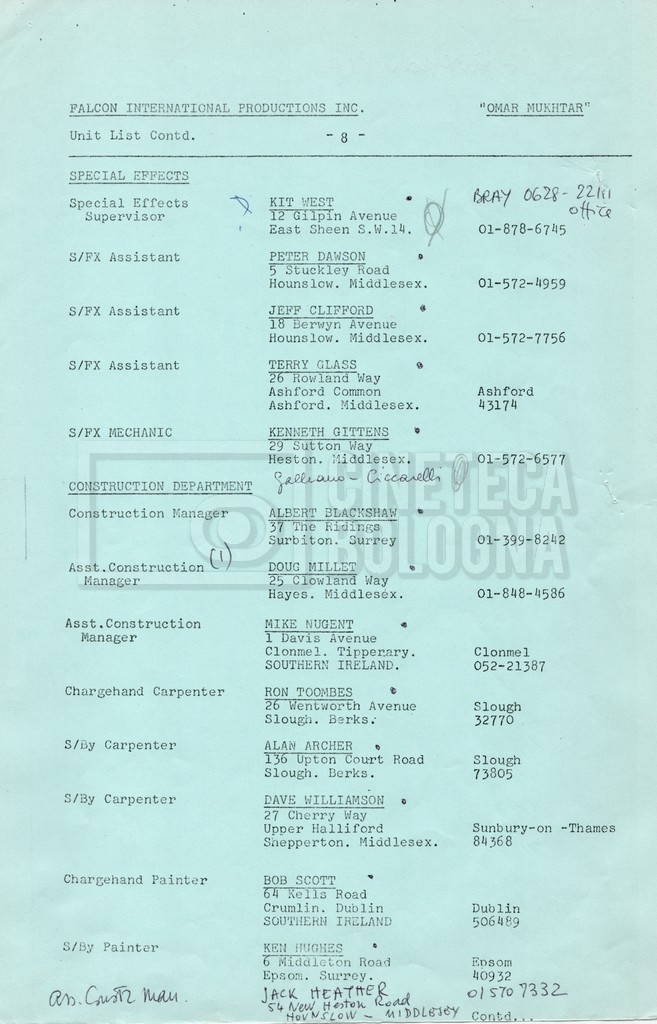 FALCON INTERNATIONAL PRODUCTIONS INC. "OMAR MUKHTAR"
Unit List Contd. - 8 -
SPECIAL EFFECTS
BRAY 0628-22111
office
Special Effects KIT WEST
Supervisor 12 Gilpin Avenue
East Sheen S.W.14. 01-878-6745
S/FX Assistant PETER DAWSON
5 Stuckley Road
Hounslow. Middlesex. 01-572-4959
S/FX Assistant JEFF CLIFFORD
18 Berwyn Avenue
Hounslow. Middlesex. 01-572-7756
S/FX Assistant TERRY GLASS
26 Rowland Way
Ashford Common Ashford
Ashford. Middlesex. 43174
S/FX MECHANIC KENNETH GITTENS
29 Sutton Way
Heston. Middlesex. 01-572-6577
Galleano - Ciccarelli
CONSTRUCTION DEPARTMENT
CINETECA
BOLOGNA
Construction Manager ALBERT BLACKSHAW
37 The Ridings
Surbiton. Surrey 01-399-8242
Asst.Construction (1) DOUG MILLET
Manager 25 Clowland Way
Hayes. Middlesex. 01-848-4586
Asst.Construction MIKE NUGENT
Manager 1 Davis Avenue
Clonmel. Tipperary. Clonmel
SOUTHERN IRELAND. 052-21387
Chargehand Carpenter RON TOOMBES
26 Wentworth Avenue Slough
Slough. Berks. 32770
S/By Carpenter ALAN ARCHER
136 Upton Court Road Slough
Slough. Berks. 73805
S/By Carpenter DAVE WILLIAMSON
27 Cherry Way
Upper Halliford Sunbury-on -Thames
Shepperton. Middlesex. 84368
Chargehand Painter BOB SCOTT
64 Kells Road
Crumlin. Dublin Dublin
SOUTHERN IRELAND 506489
S/By Painter KEN HUGHES
6 Middleton Road Epsom
Epsom. Surrey. 40932
Ass. Constr Man. JACK HEATHER 01 570 7332
54 New Heston Road
HOUNSLOW - MIDDLESEX
Contd...